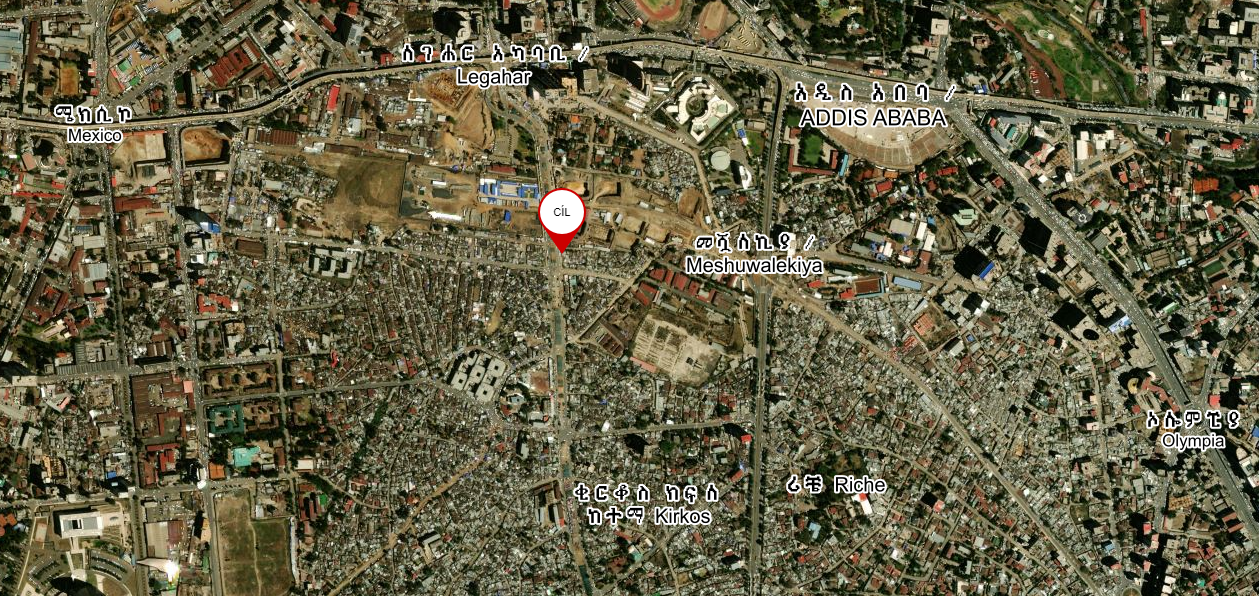 ለገሐር አካባቢ /
Legahar
ሜክሲኮ
Mexico
አዲስ አበባ /
ADDIS ABABA
CİL
መሿለኪያ /
Meshuwalekiya
ኦሎምፒያ
Olympia
ሪቼ Riche
ቂርቆስ ክፍለ
ከተማ Kirkos